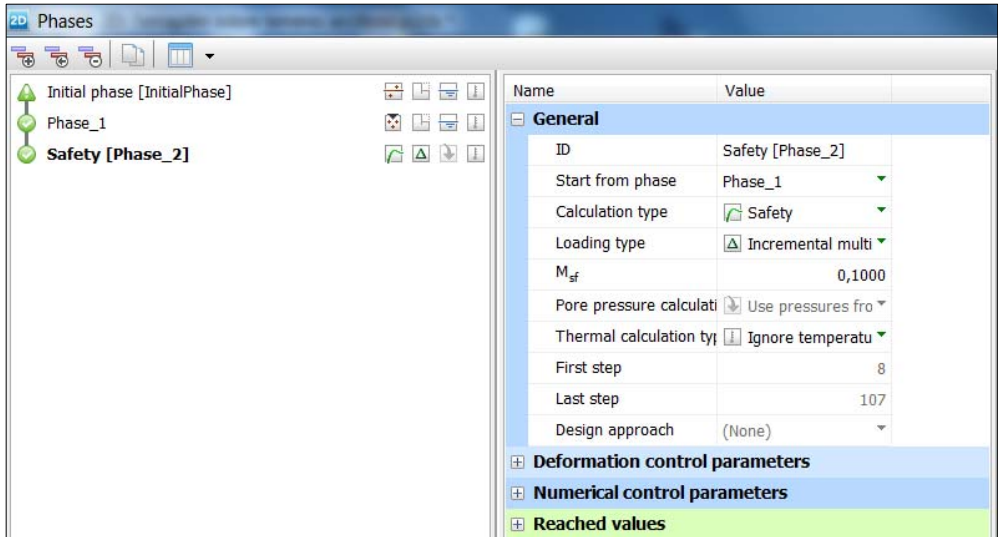 2D Phases
Initial phase [InitialPhase]
Phase_1
Safety [Phase_2]
Name Value
General
ID Safety [Phase_2]
Start from phase Phase_1
Calculation type Safety
Loading type Incremental multi
Msf 0,1000
Pore pressure calculati Use pressures fro
Thermal calculation typ Ignore temperatu
First step 8
Last step 107
Design approach (None)
Deformation control parameters
Numerical control parameters
Reached values